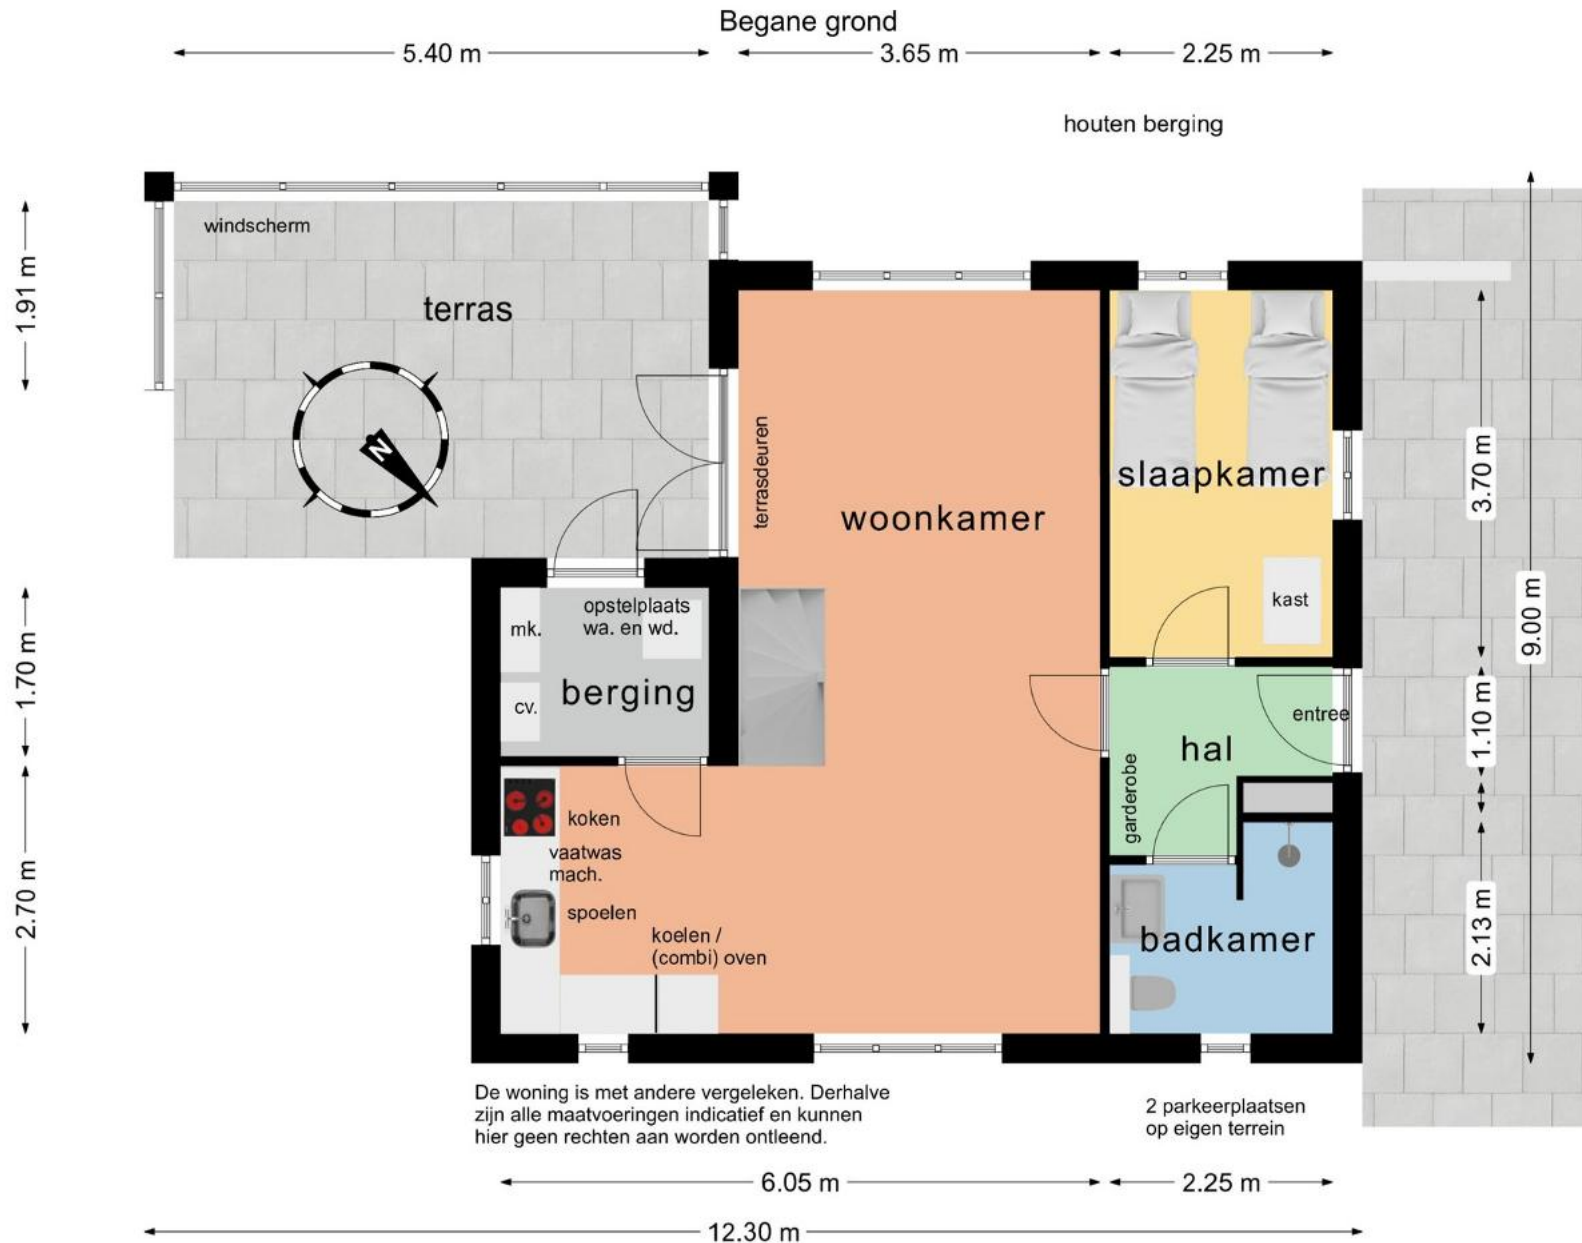 Begane grond
5.40 m
3.65 m
2.25 m
houten berging
windscherm
1.91 m
terras
N
terrasdeuren
woonkamer
slaapkamer
3.70 m
kast
9.00 m
opstelplaats
wa. en wd.
mk.
1.70 m
berging
cv.
entree
1.10 m
hal
garderobe
koken
vaatwas
mach.
2.70 m
spoelen
koelen /
(combi) oven
badkamer
2.13 m
De woning is met andere vergeleken. Derhalve
zijn alle maatvoeringen indicatief en kunnen
hier geen rechten aan worden ontleend.
2 parkeerplaatsen
op eigen terrein
6.05 m
2.25 m
12.30 m